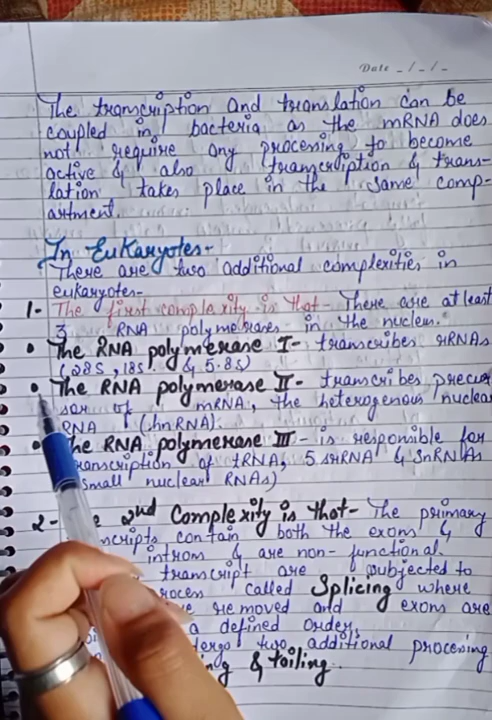 Date _/_/_
The transcription and translation can be
coupled in bacteria as the mRNA does
not require any processing to become
active & also transcription & trans-
lation takes place in the same comp-
artment.
In Eukaryotes-
There are two additional complexities in
eukaryotes-
1- The first complexity is that- There are at least
3 RNA polymerases in the nucleus.
• The RNA polymerase I- transcribes rRNAs
(28S, 18S & 5.8S)
• The RNA polymerase II- transcribes precur
sor of mRNA, the heterogenous nuclear
RNA (hnRNA).
• The RNA polymerase III- is responsible for
transcription of tRNA, 5 srRNA & SnRNAs
small nuclear RNAs)
2- 2nd Complexity is that- The primary
contain both the exons &
introns & are non-functional.
transcript are subjected to
called Splicing where
removed and exons are
a defined order.
two additional processing
& tailing.